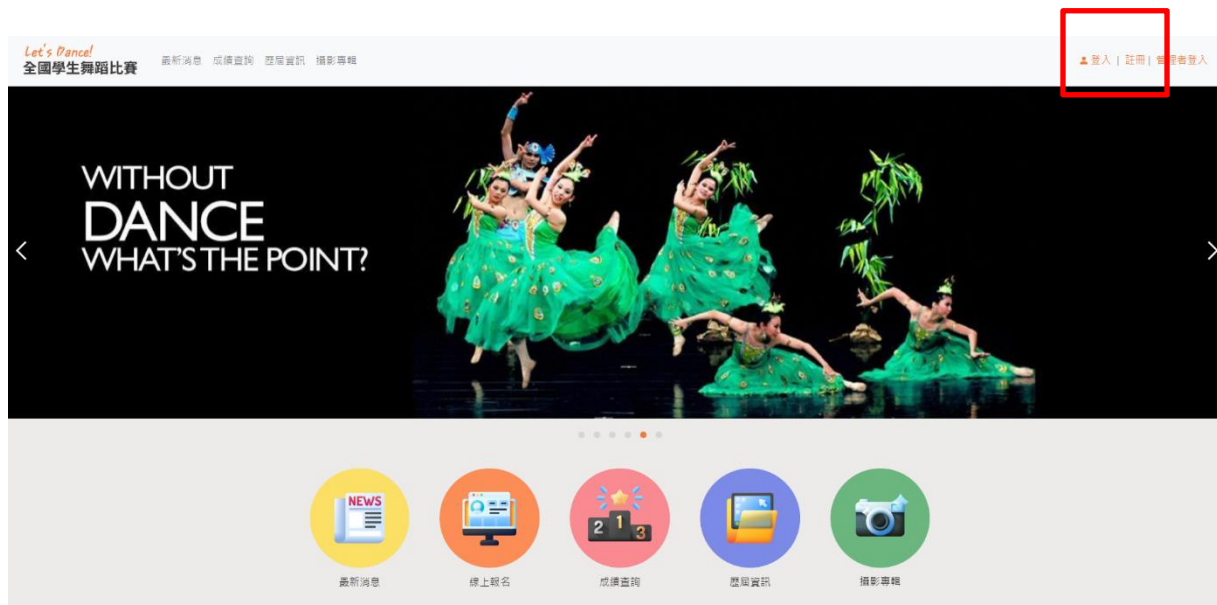 Let's Dance!
全國學生舞蹈比賽
最新消息 成績查詢 歷屆資訊 攝影專輯
登入 | 註冊 | 管理者登入
WITHOUT
DANCE
WHAT'S THE POINT?
NEWS
2 1 3
最新消息 線上報名 成績查詢 歷屆資訊 攝影專輯